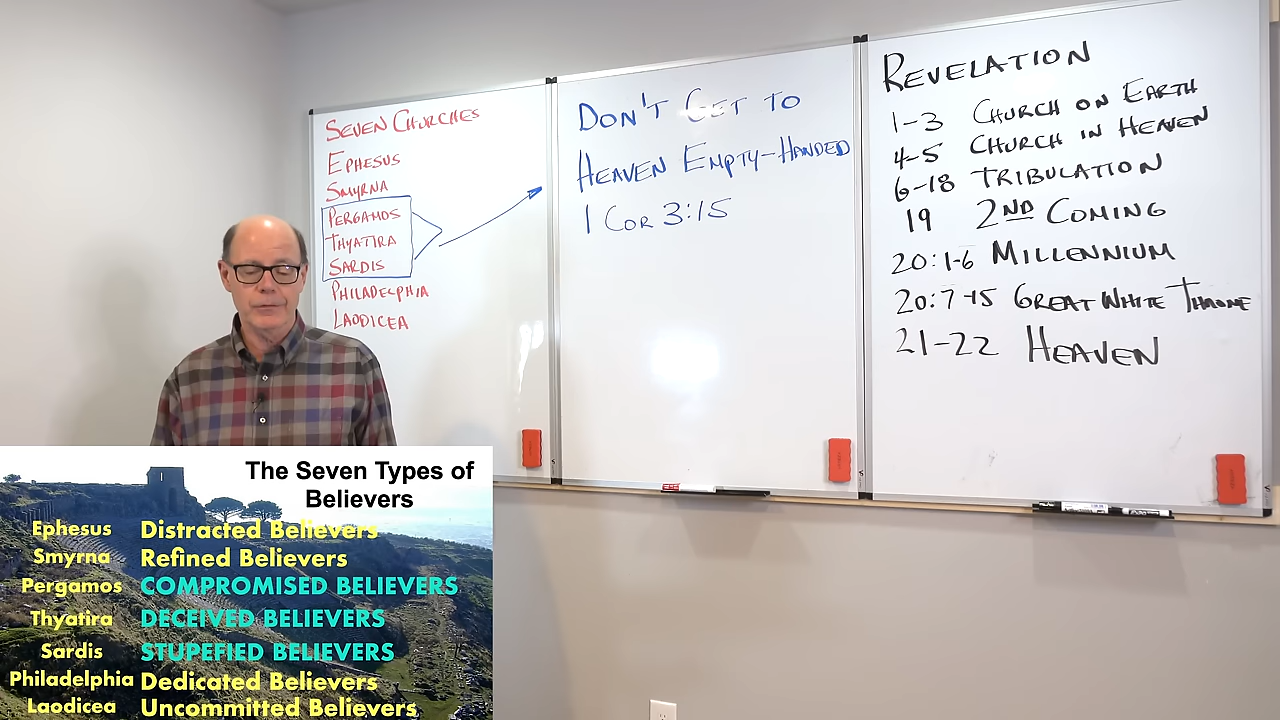 SEVEN CHURCHES
EPHESUS
SMYRNA
PERGAMOS
THYATIRA
SARDIS
PHILADELPHIA
LAODICEA
DON'T GET TO
HEAVEN EMPTY-HANDED
1 COR 3:15
REVELATION
1-3 CHURCH ON EARTH
4-5 CHURCH IN HEAVEN
6-18 TRIBULATION
19 2ND COMING
20:1-6 MILLENNIUM
20:7-15 GREAT WHITE THRONE
21-22 HEAVEN
The Seven Types of
Believers
Ephesus Distracted Believers
Smyrna Refined Believers
Pergamos COMPROMISED BELIEVERS
Thyatira DECEIVED BELIEVERS
Sardis STUPEFIED BELIEVERS
Philadelphia Dedicated Believers
Laodicea Uncommitted Believers